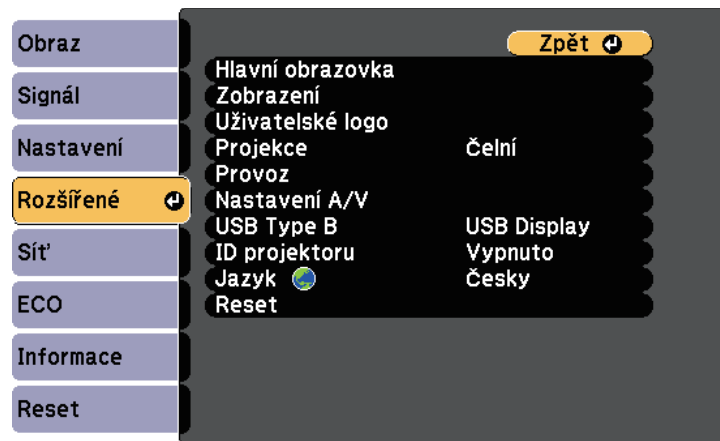 Obraz
Signál
Nastavení
Rozšířené
Síť
ECO
Informace
Reset
Zpět
Hlavní obrazovka
Zobrazení
Uživatelské logo
Projekce Čelní
Provoz
Nastavení A/V
USB Type B USB Display
ID projektoru Vypnuto
Jazyk Česky
Reset